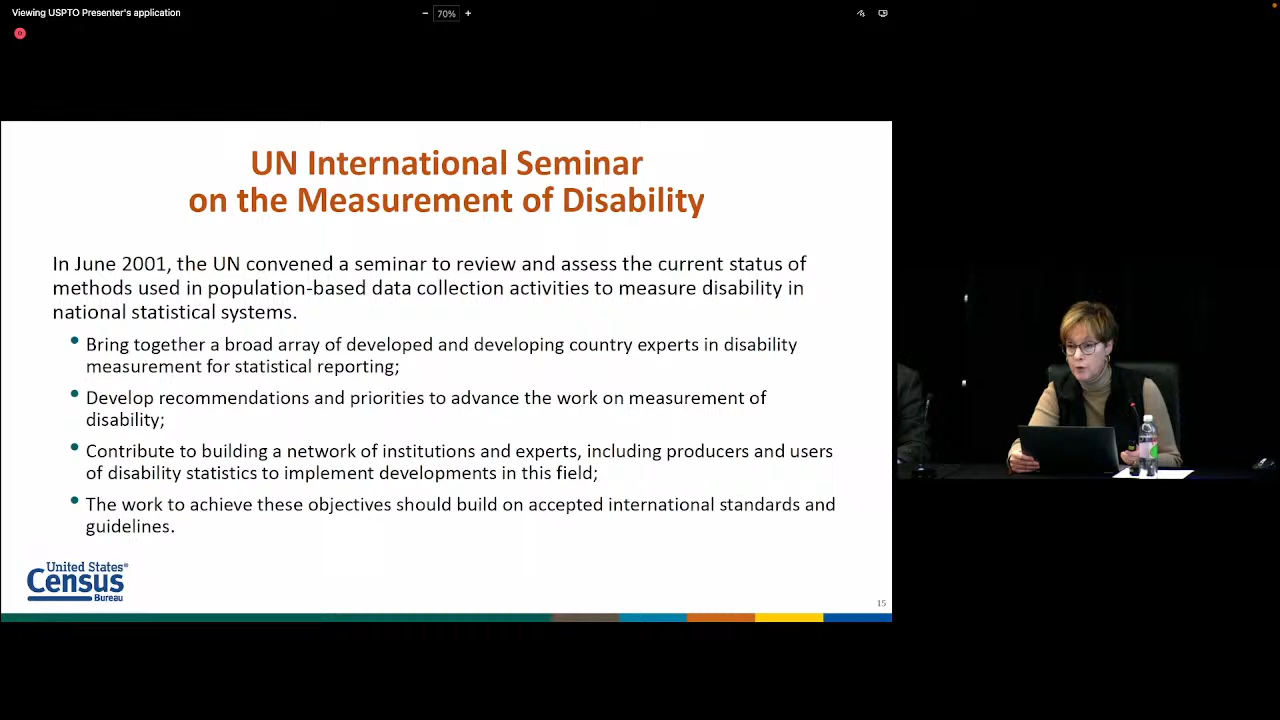 Viewing USPTO Presenter's application
− 70% +
UN International Seminar
on the Measurement of Disability
In June 2001, the UN convened a seminar to review and assess the current status of
methods used in population-based data collection activities to measure disability in
national statistical systems.
• Bring together a broad array of developed and developing country experts in disability
measurement for statistical reporting;
• Develop recommendations and priorities to advance the work on measurement of
disability;
• Contribute to building a network of institutions and experts, including producers and users
of disability statistics to implement developments in this field;
• The work to achieve these objectives should build on accepted international standards and
guidelines.
United States®
Census
Bureau
15